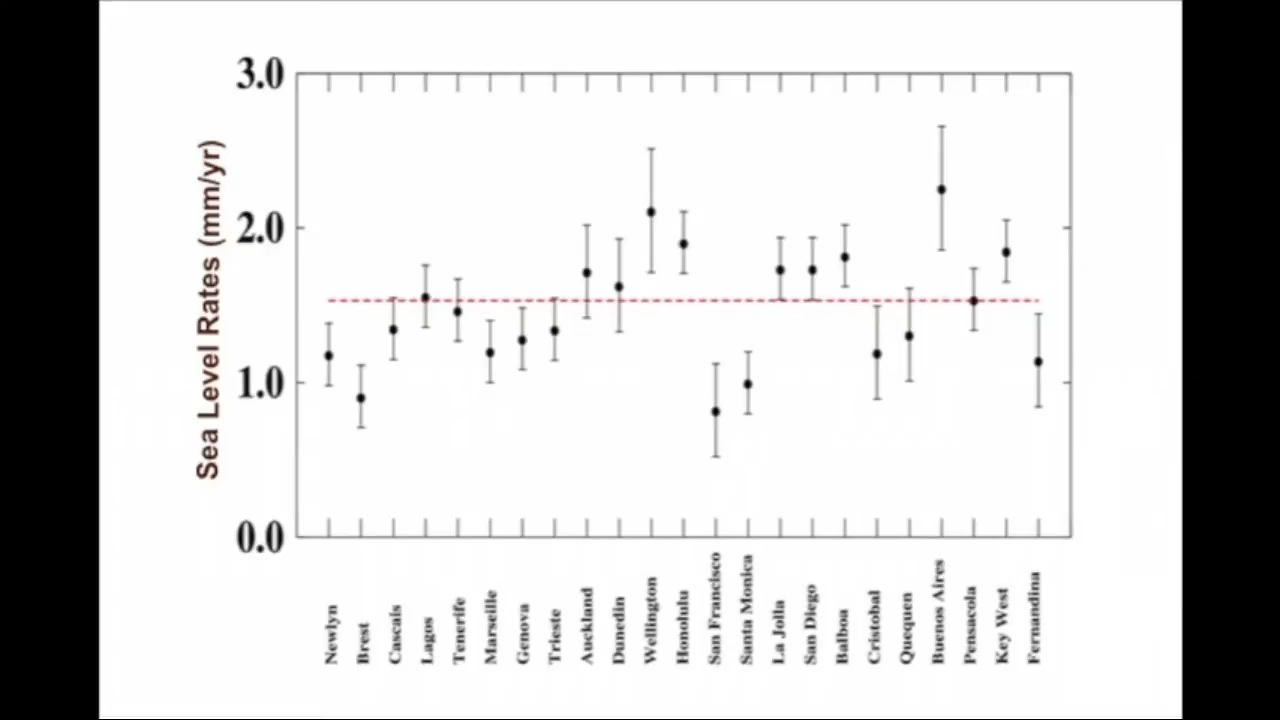 3.0
2.0
1.0
0.0
Sea Level Rates (mm/yr)
Newlyn
Brest
Cascais
Lagos
Tenerife
Marseille
Genova
Trieste
Auckland
Dunedin
Wellington
Honolulu
San Francisco
Santa Monica
La Jolla
San Diego
Balboa
Cristobal
Quequen
Buenos Aires
Pensacola
Key West
Fernandina